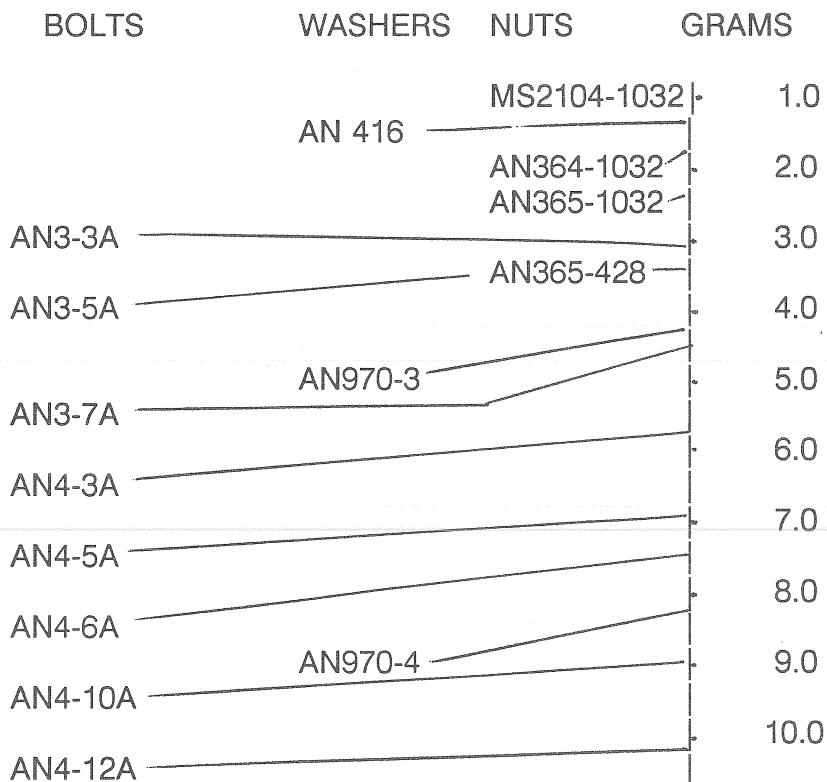 BOLTS WASHERS NUTS GRAMS
MS2104-1032 1.0
AN 416
AN364-1032 2.0
AN365-1032
AN3-3A 3.0
AN365-428
AN3-5A 4.0
AN970-3 5.0
AN3-7A
6.0
AN4-3A
7.0
AN4-5A
8.0
AN4-6A
AN970-4 9.0
AN4-10A
10.0
AN4-12A